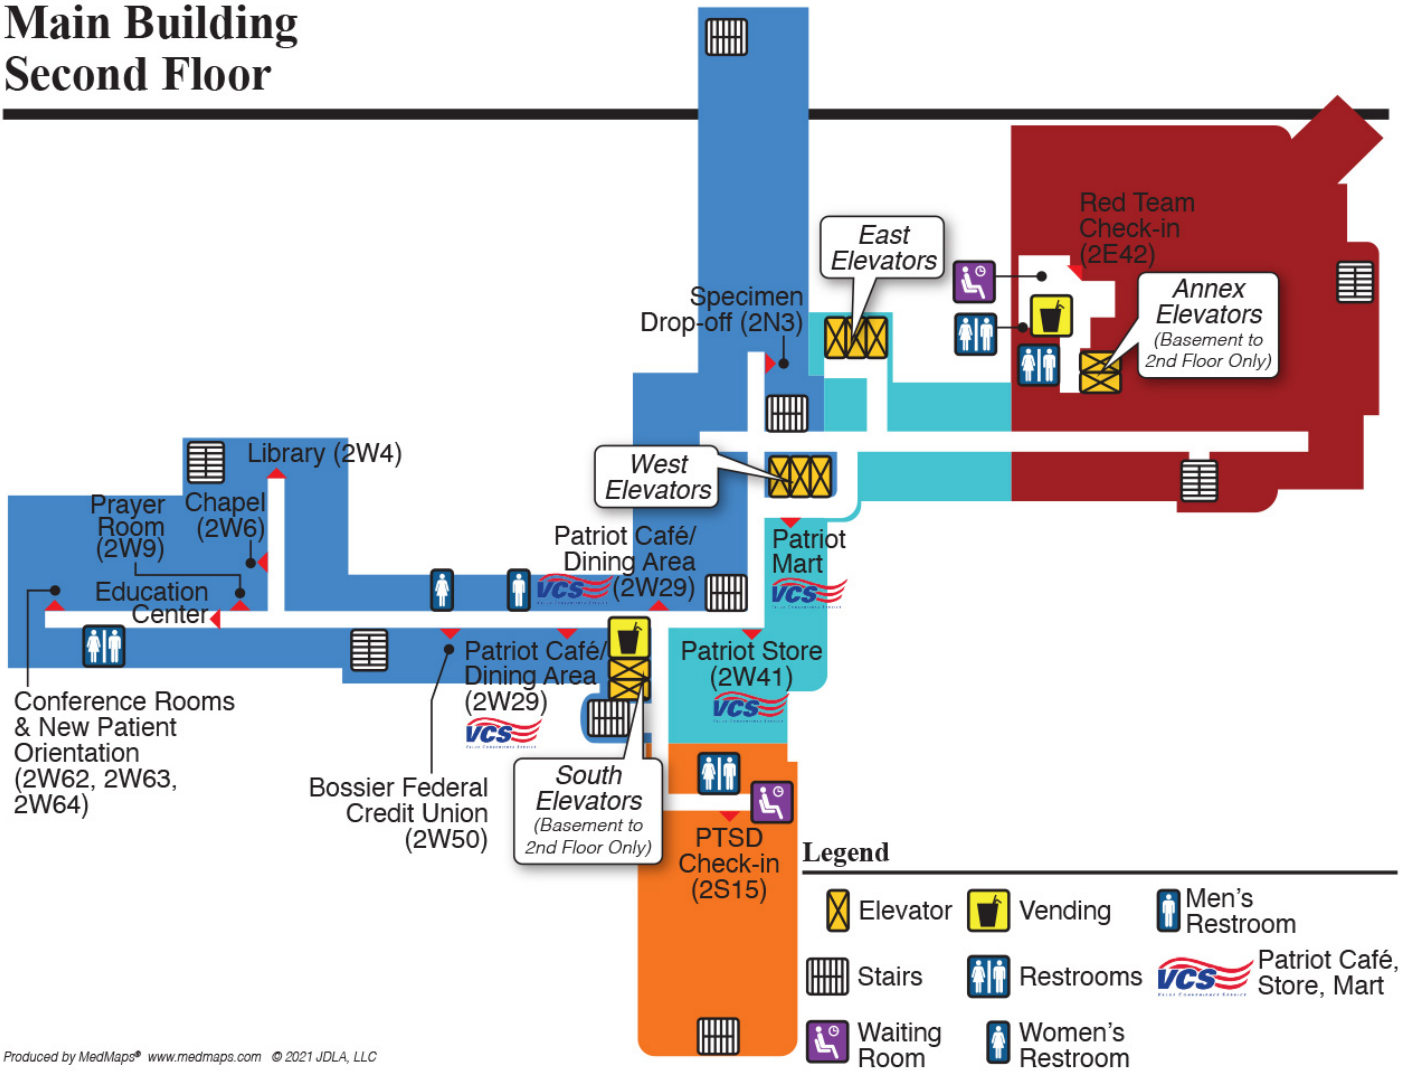 Main Building
Second Floor
East
Elevators
Red Team
Check-in
(2E42)
Annex
Elevators
(Basement to
2nd Floor Only)
Specimen
Drop-off (2N3)
Library (2W4)
West
Elevators
Prayer
Room
(2W9)
Chapel
(2W6)
Patriot Café/
Dining Area
(2W29)
VCS
Patriot
Mart
VCS
Education
Center
Patriot Café/
Dining Area
(2W29)
VCS
Patriot Store
(2W41)
VCS
Conference Rooms
& New Patient
Orientation
(2W62, 2W63,
2W64)
Bossier Federal
Credit Union
(2W50)
South
Elevators
(Basement to
2nd Floor Only)
PTSD
Check-in
(2S15)
Legend
Elevator
Vending
Men's
Restroom
Stairs
Restrooms
VCS
Patriot Café,
Store, Mart
Waiting
Room
Women's
Restroom
Produced by MedMaps® www.medmaps.com © 2021 JDLA, LLC